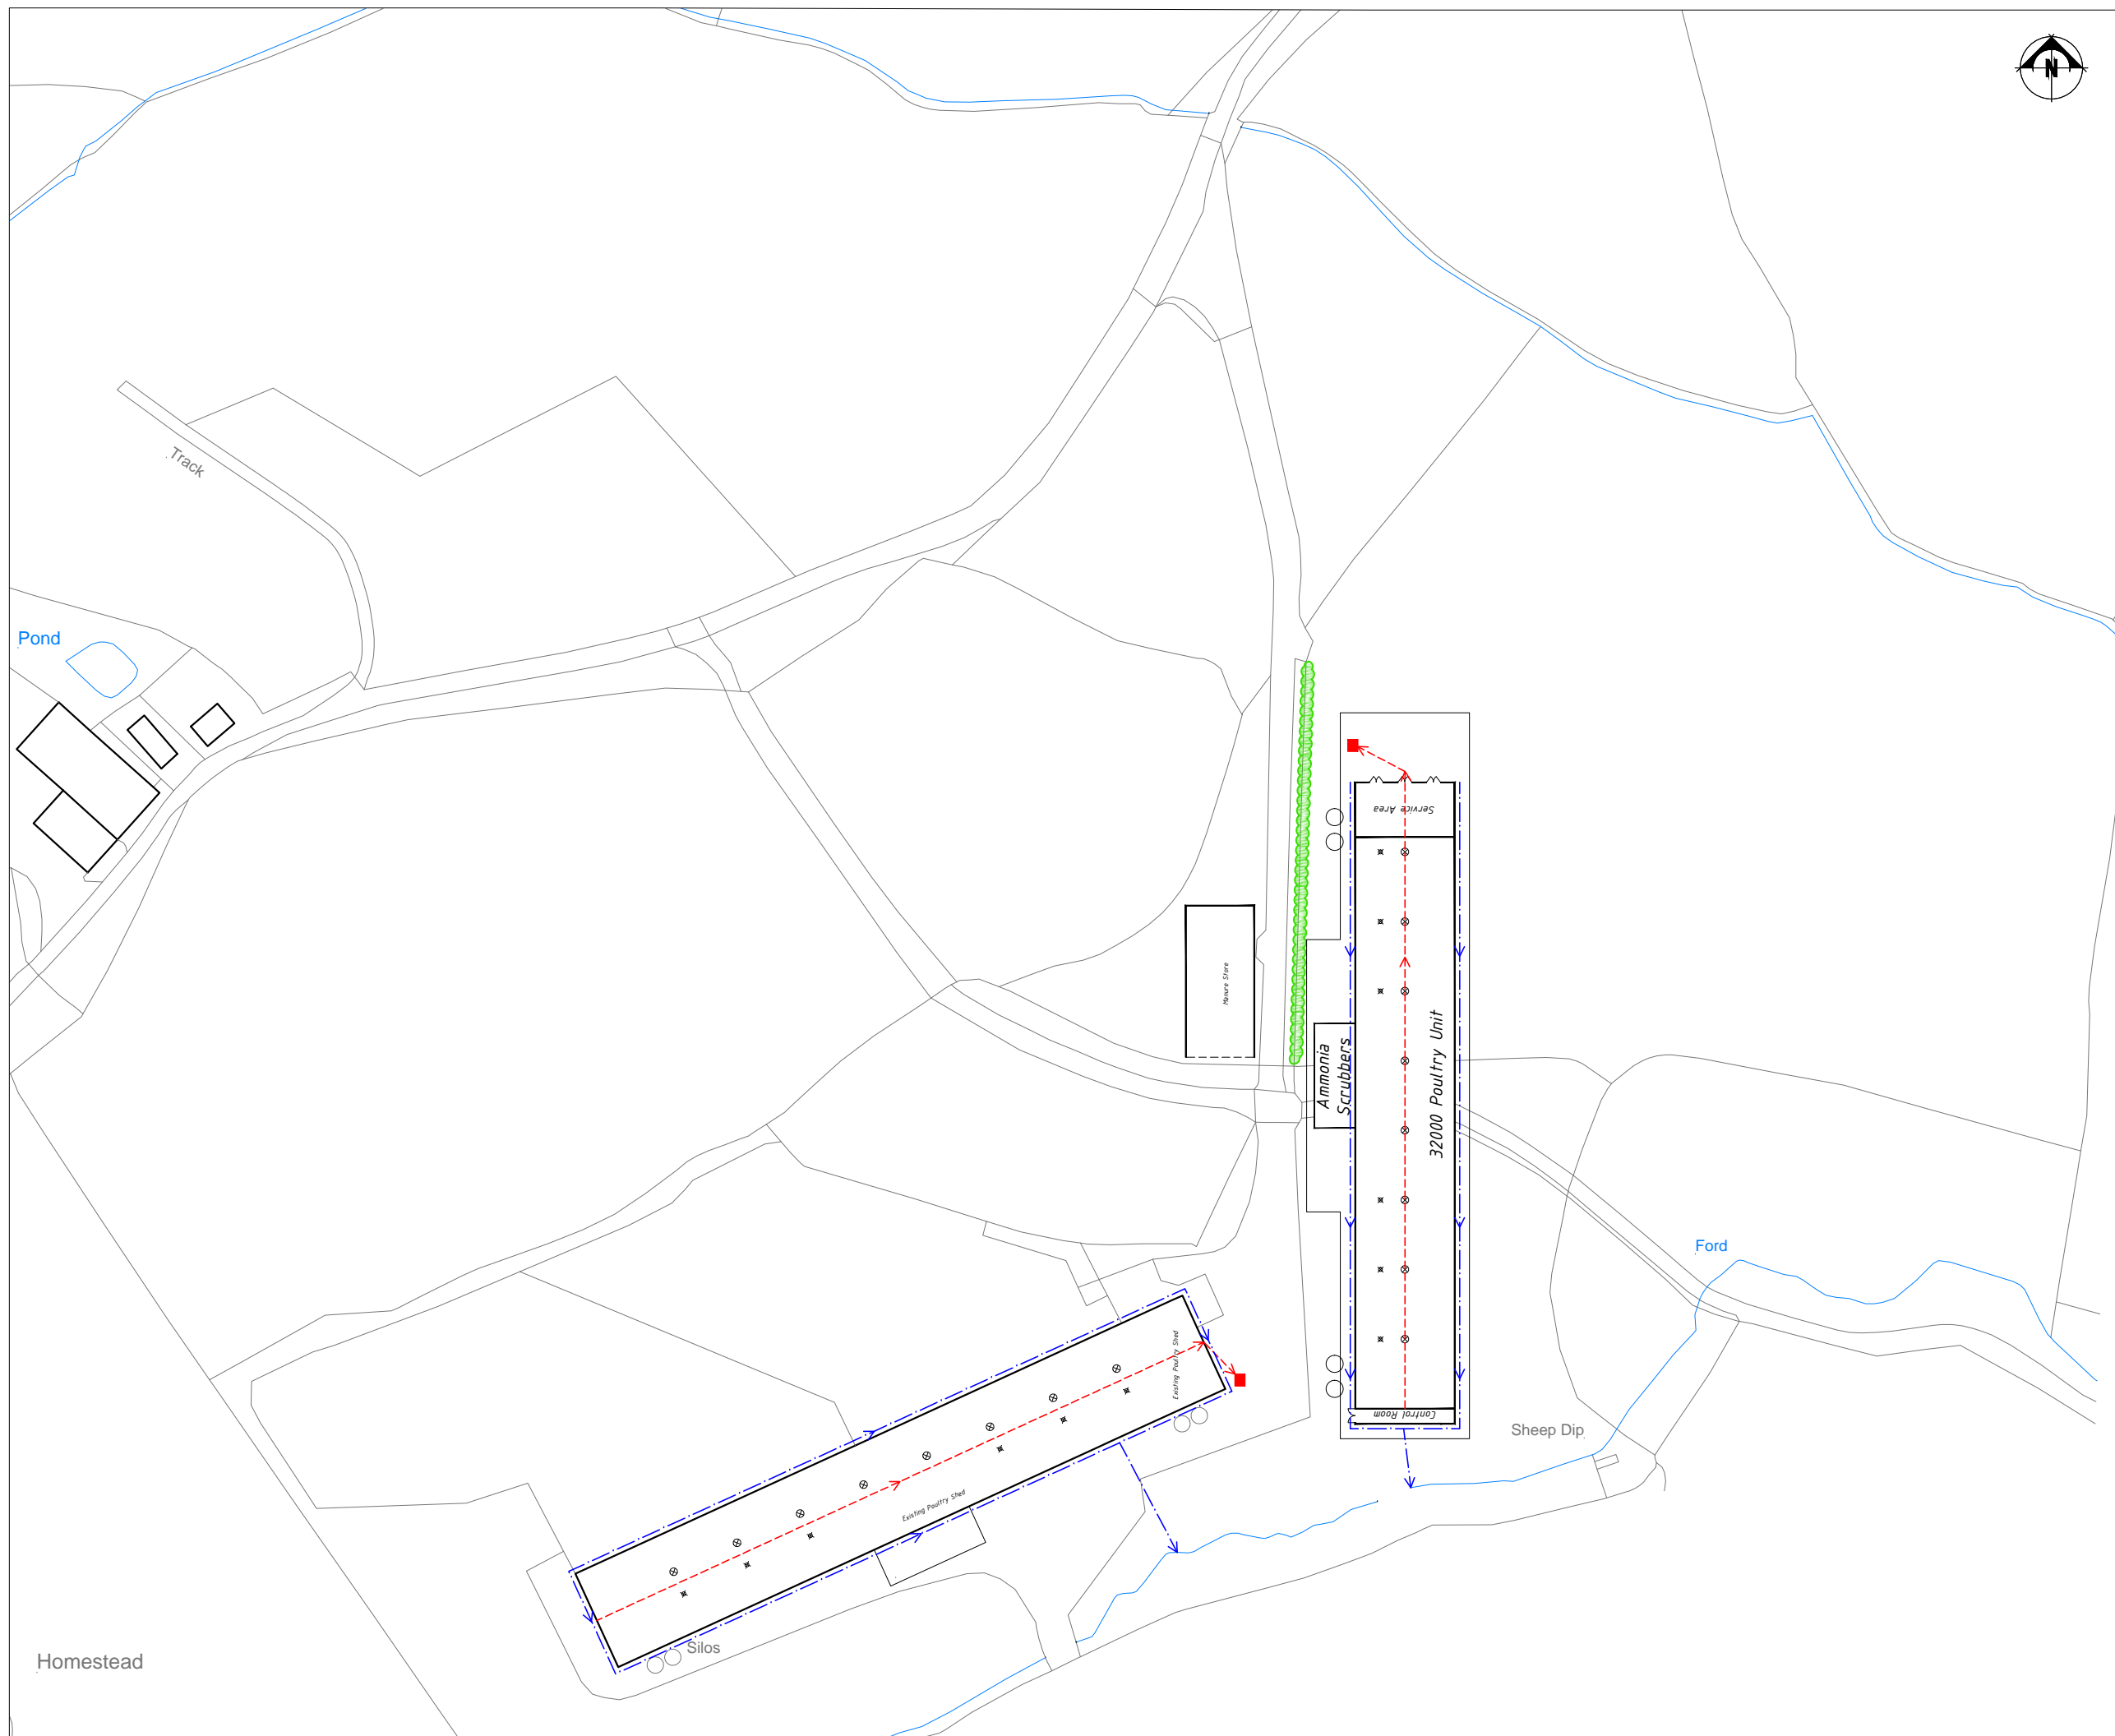 N
Track
Pond
Service Area
Manure Store
Ammonia
Scrubbers
32000 Poultry Unit
Ford
Existing Poultry Shed
Control Room
Sheep Dip
Existing Poultry Shed
Silos
Homestead